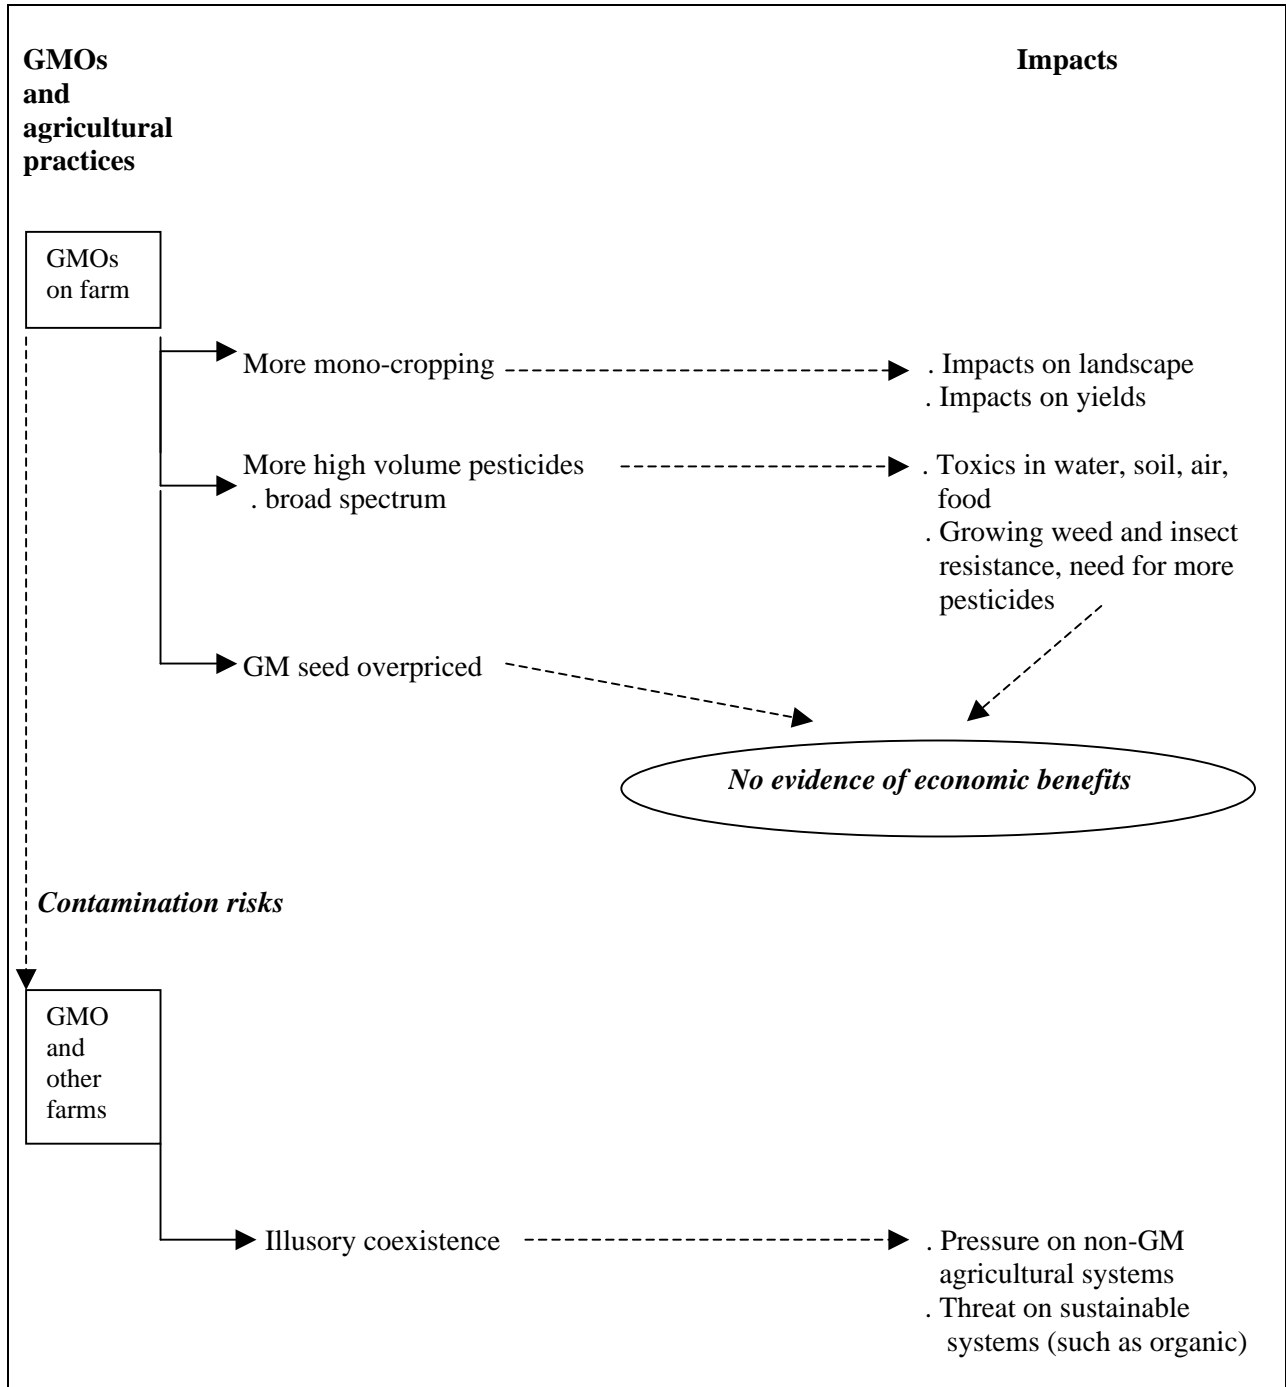 GMOs
and
agricultural
practices
Impacts
GMOs
on farm
More mono-cropping
. Impacts on landscape
. Impacts on yields
More high volume pesticides
. broad spectrum
. Toxics in water, soil, air,
food
. Growing weed and insect
resistance, need for more
pesticides
GM seed overpriced
No evidence of economic benefits
Contamination risks
GMO
and
other
farms
Illusory coexistence
. Pressure on non-GM
agricultural systems
. Threat on sustainable
systems (such as organic)